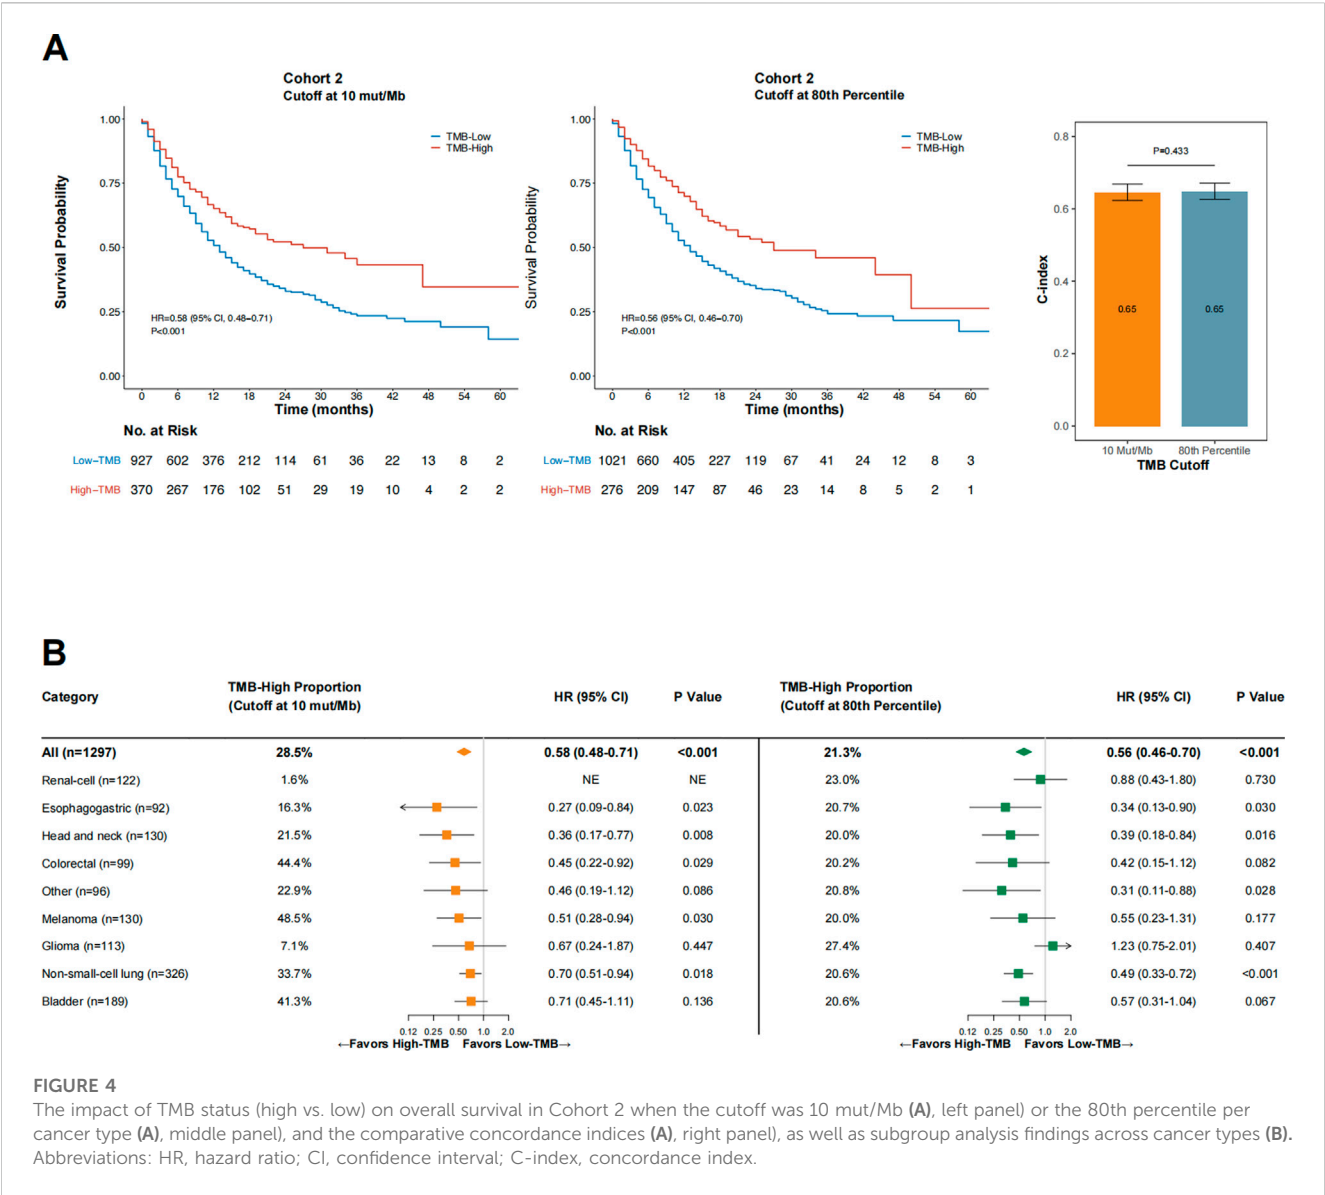 A
Cohort 2
Cutoff at 10 mut/Mb
TMB-Low
TMB-High
Survival Probability
1.00
0.75
0.50
0.25
0.00
HR=0.58 (95% CI, 0.48–0.71)
P<0.001
0 6 12 18 24 30 36 42 48 54 60
Time (months)
No. at Risk
Low–TMB 927 602 376 212 114 61 36 22 13 8 2
High–TMB 370 267 176 102 51 29 19 10 4 2 2
Cohort 2
Cutoff at 80th Percentile
TMB-Low
TMB-High
Survival Probability
1.00
0.75
0.50
0.25
0.00
HR=0.56 (95% CI, 0.46–0.70)
P<0.001
0 6 12 18 24 30 36 42 48 54 60
Time (months)
No. at Risk
Low–TMB 1021 660 405 227 119 67 41 24 12 8 3
High–TMB 276 209 147 87 46 23 14 8 5 2 1
C-index
0.8
0.6
0.4
0.2
0.0
P=0.433
0.65 0.65
10 Mut/Mb 80th Percentile
TMB Cutoff
B
Category TMB-High Proportion (Cutoff at 10 mut/Mb) HR (95% CI) P Value TMB-High Proportion (Cutoff at 80th Percentile) HR (95% CI) P Value
All (n=1297) 28.5% 0.58 (0.48-0.71) <0.001 21.3% 0.56 (0.46-0.70) <0.001
Renal-cell (n=122) 1.6% NE NE 23.0% 0.88 (0.43-1.80) 0.730
Esophagogastric (n=92) 16.3% 0.27 (0.09-0.84) 0.023 20.7% 0.34 (0.13-0.90) 0.030
Head and neck (n=130) 21.5% 0.36 (0.17-0.77) 0.008 20.0% 0.39 (0.18-0.84) 0.016
Colorectal (n=99) 44.4% 0.45 (0.22-0.92) 0.029 20.2% 0.42 (0.15-1.12) 0.082
Other (n=96) 22.9% 0.46 (0.19-1.12) 0.086 20.8% 0.31 (0.11-0.88) 0.028
Melanoma (n=130) 48.5% 0.51 (0.28-0.94) 0.030 20.0% 0.55 (0.23-1.31) 0.177
Glioma (n=113) 7.1% 0.67 (0.24-1.87) 0.447 27.4% 1.23 (0.75-2.01) 0.407
Non-small-cell lung (n=326) 33.7% 0.70 (0.51-0.94) 0.018 20.6% 0.49 (0.33-0.72) <0.001
Bladder (n=189) 41.3% 0.71 (0.45-1.11) 0.136 20.6% 0.57 (0.31-1.04) 0.067
0.12 0.25 0.50 1.0 2.0 0.12 0.25 0.50 1.0 2.0
←Favors High-TMB Favors Low-TMB→ ←Favors High-TMB Favors Low-TMB→
FIGURE 4
The impact of TMB status (high vs. low) on overall survival in Cohort 2 when the cutoff was 10 mut/Mb (A), left panel) or the 80th percentile per
cancer type (A), middle panel), and the comparative concordance indices (A), right panel), as well as subgroup analysis findings across cancer types (B).
Abbreviations: HR, hazard ratio; CI, confidence interval; C-index, concordance index.